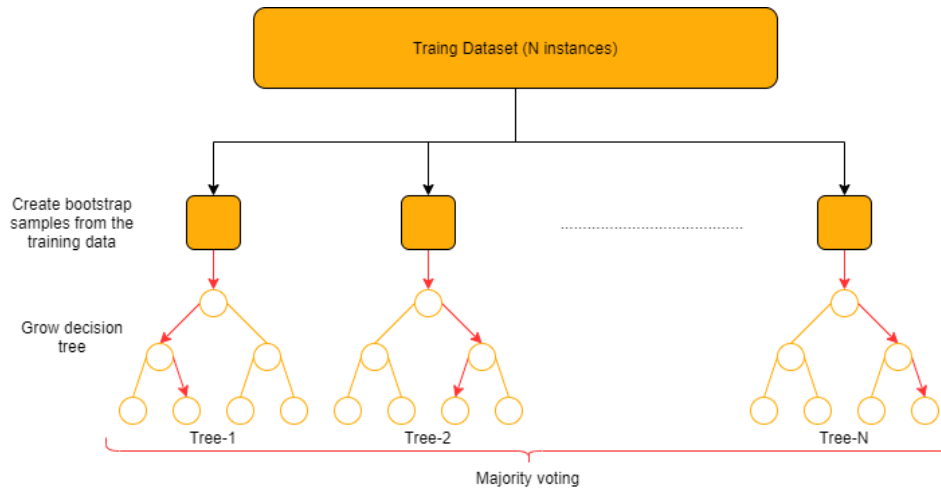 Traing Dataset (N instances)
Create bootstrap
samples from the
training data
Grow decision
tree
Tree-1
Tree-2
Tree-N
Majority voting